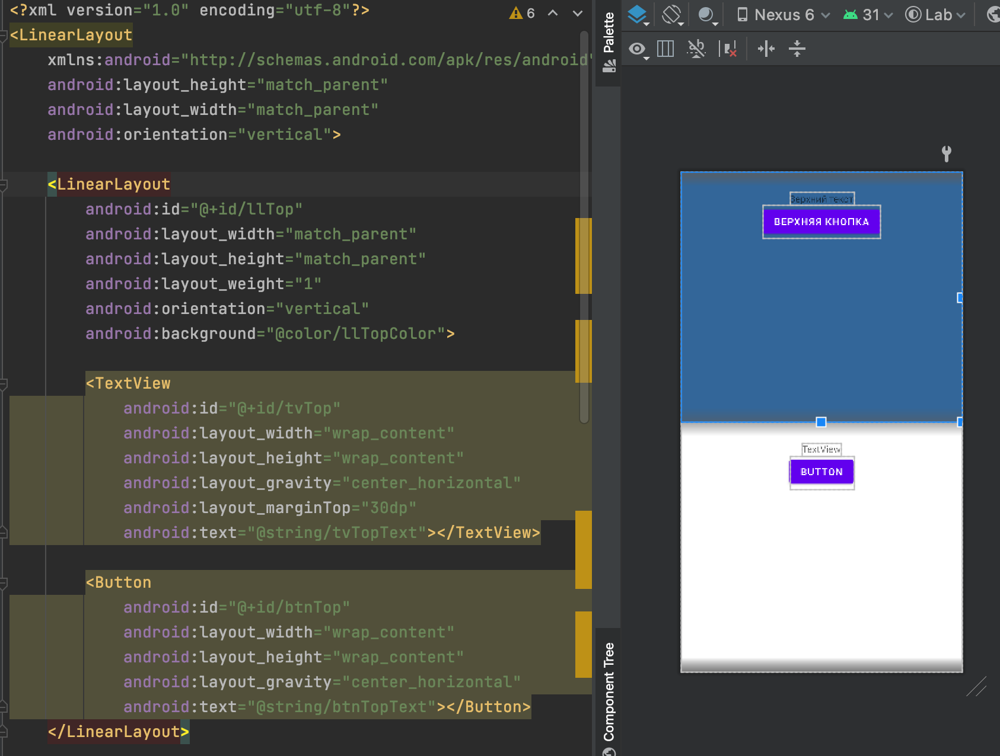 <?xml version="1.0" encoding="utf-8"?>
6
<LinearLayout
xmlns:android="http://schemas.android.com/apk/res/android"
android:layout_height="match_parent"
android:layout_width="match_parent"
android:orientation="vertical">
<LinearLayout
android:id="@+id/llTop"
android:layout_width="match_parent"
android:layout_height="match_parent"
android:layout_weight="1"
android:orientation="vertical"
android:background="@color/llTopColor">
<TextView
android:id="@+id/tvTop"
android:layout_width="wrap_content"
android:layout_height="wrap_content"
android:layout_gravity="center_horizontal"
android:layout_marginTop="30dp"
android:text="@string/tvTopText"></TextView>
<Button
android:id="@+id/btnTop"
android:layout_width="wrap_content"
android:layout_height="wrap_content"
android:layout_gravity="center_horizontal"
android:text="@string/btnTopText"></Button>
</LinearLayout>
Palette
Component Tree
Nexus 6 31 Lab
ab
Верхний текст
ВЕРХНЯЯ КНОПКА
TextView
BUTTON